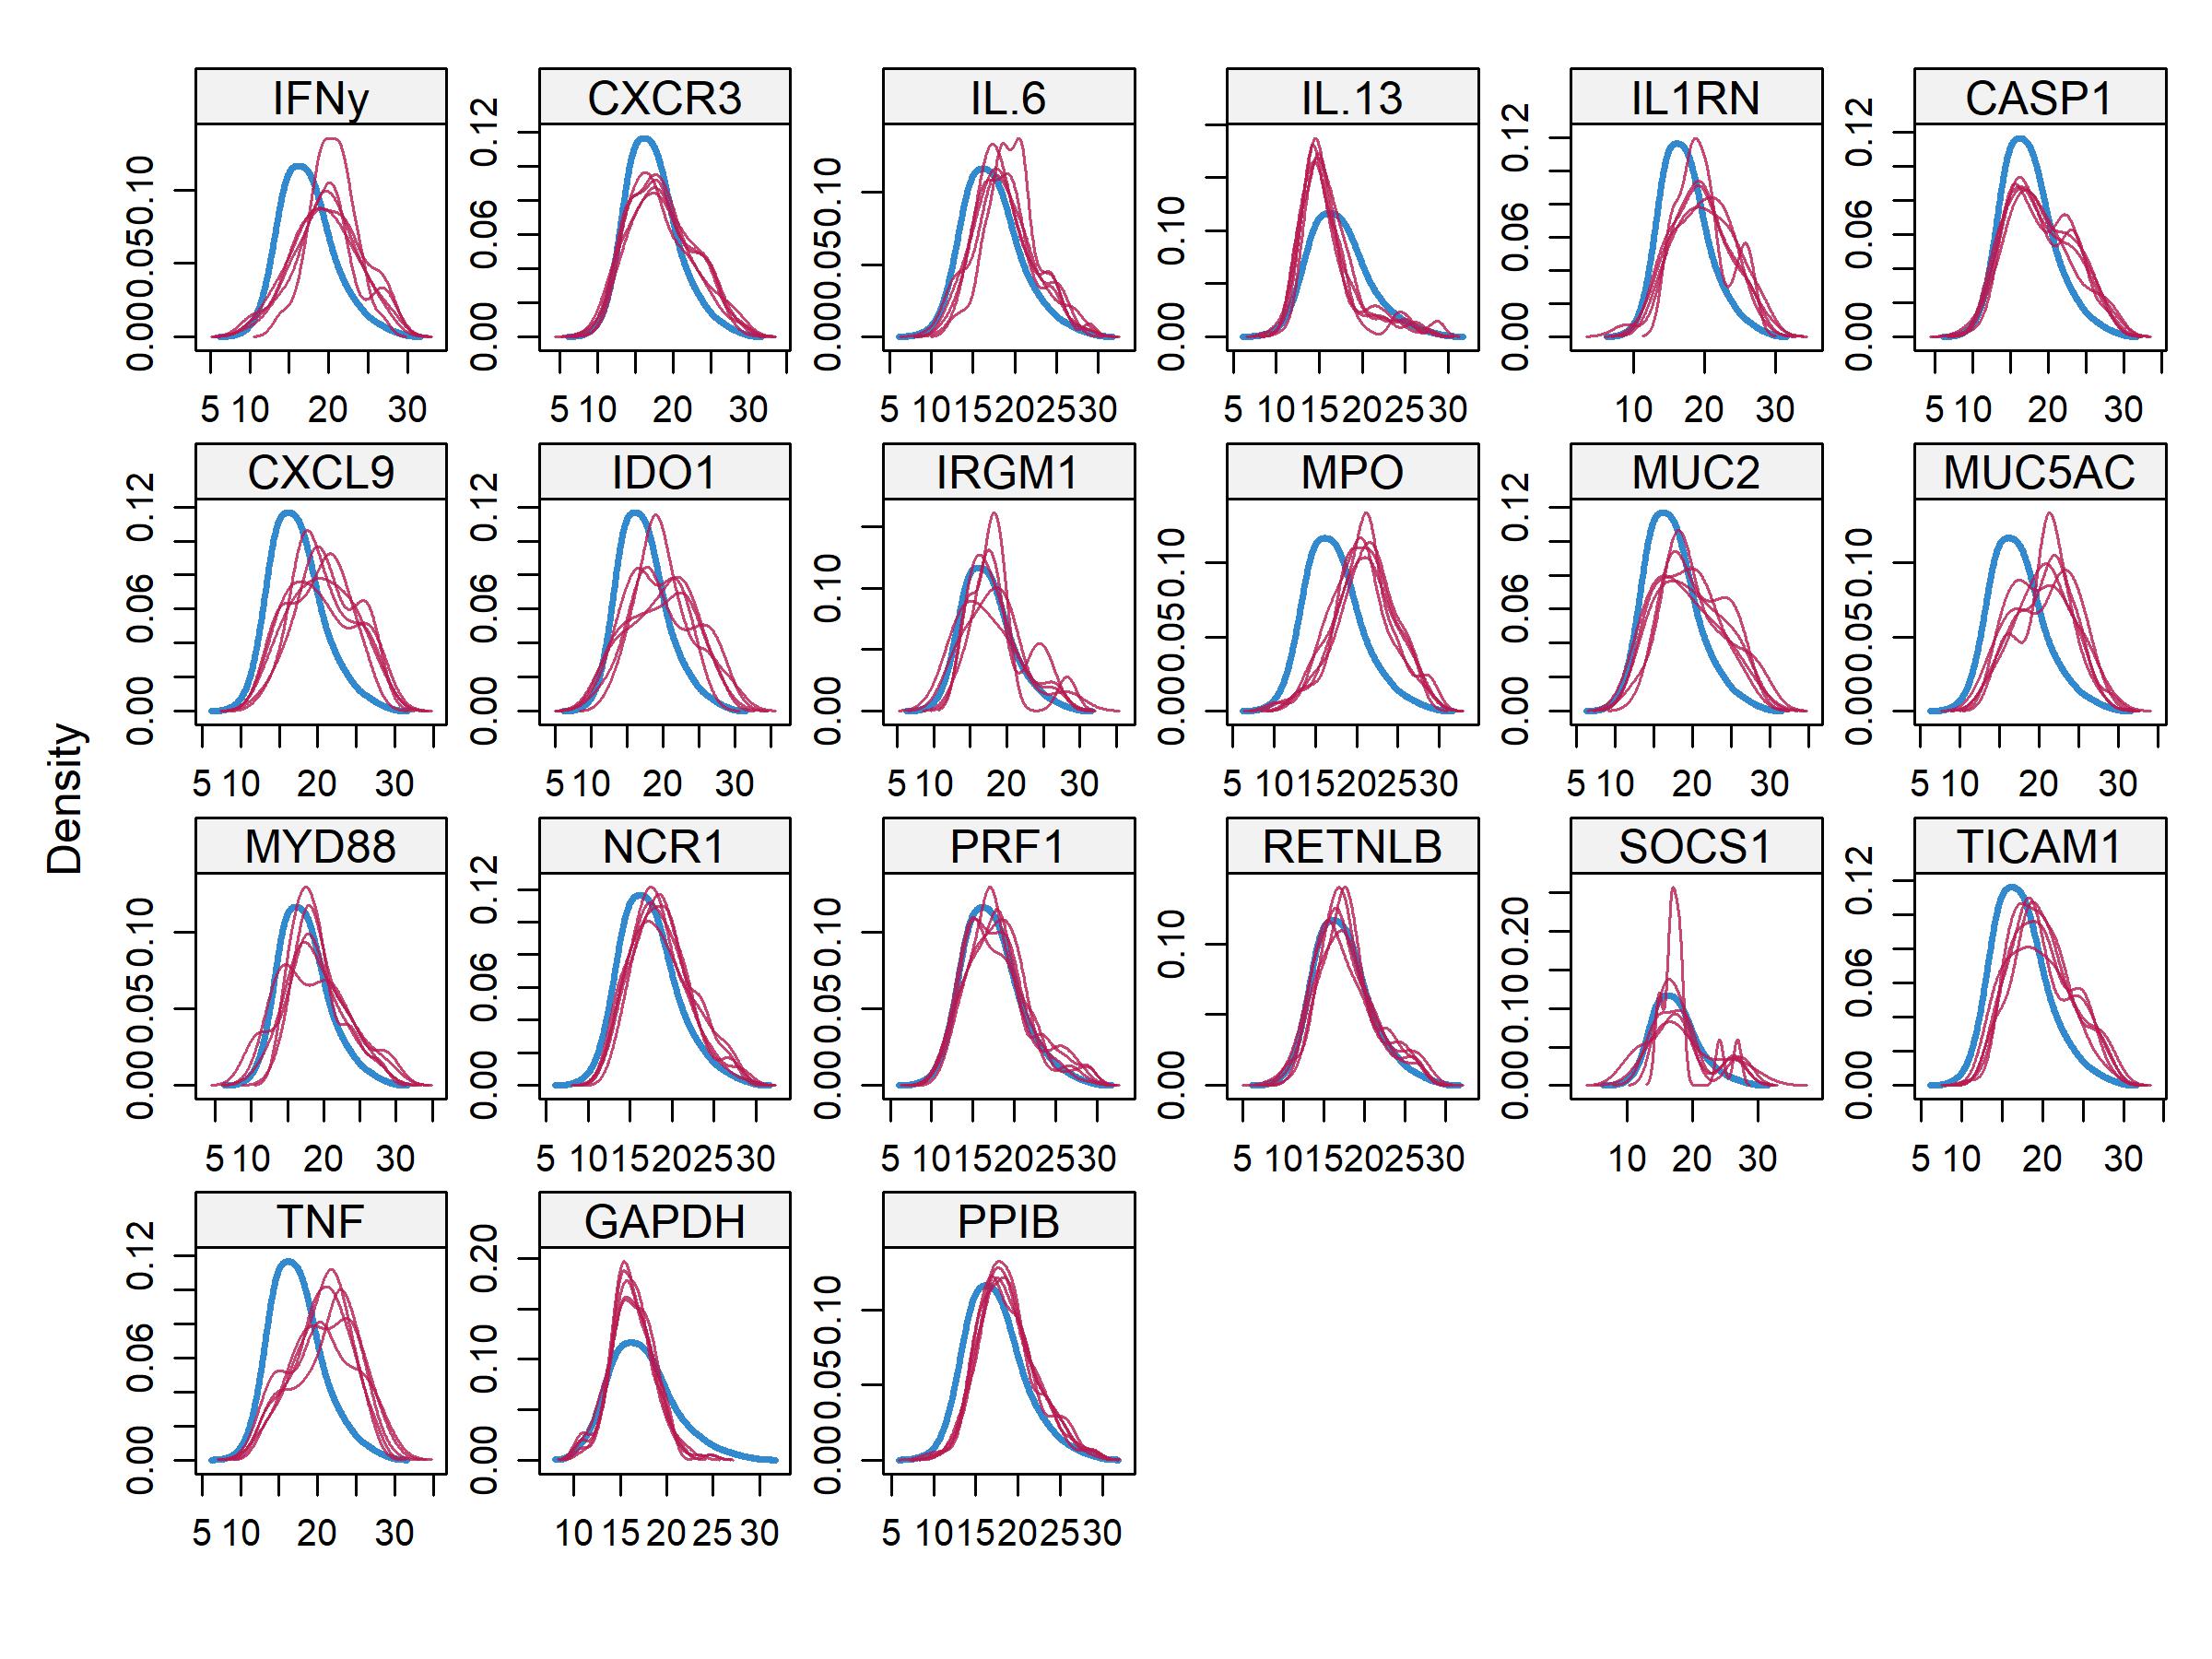 IFNy CXCR3 IL.6 IL.13 IL1RN CASP1
0.00 0.05 0.10 0.00 0.06 0.12 0.00 0.05 0.10 0.00 0.10 0.00 0.06 0.12 0.00 0.06 0.12
5 10 20 30 5 10 20 30 5 10 15 20 25 30 5 10 15 20 25 30 10 20 30 5 10 20 30
CXCL9 IDO1 IRGM1 MPO MUC2 MUC5AC
0.00 0.06 0.12 0.00 0.06 0.12 0.00 0.10 0.00 0.05 0.10 0.00 0.06 0.12 0.00 0.05 0.10
5 10 20 30 5 10 20 30 5 10 20 30 5 10 15 20 25 30 5 10 20 30 5 10 20 30
Density
MYD88 NCR1 PRF1 RETNLB SOCS1 TICAM1
0.00 0.05 0.10 0.00 0.06 0.12 0.00 0.05 0.10 0.00 0.10 0.00 0.10 0.20 0.00 0.06 0.12
5 10 20 30 5 10 15 20 25 30 5 10 15 20 25 30 5 10 15 20 25 30 10 20 30 5 10 20 30
TNF GAPDH PPIB
0.00 0.06 0.12 0.00 0.10 0.20 0.00 0.05 0.10
5 10 20 30 10 15 20 25 30 5 10 15 20 25 30